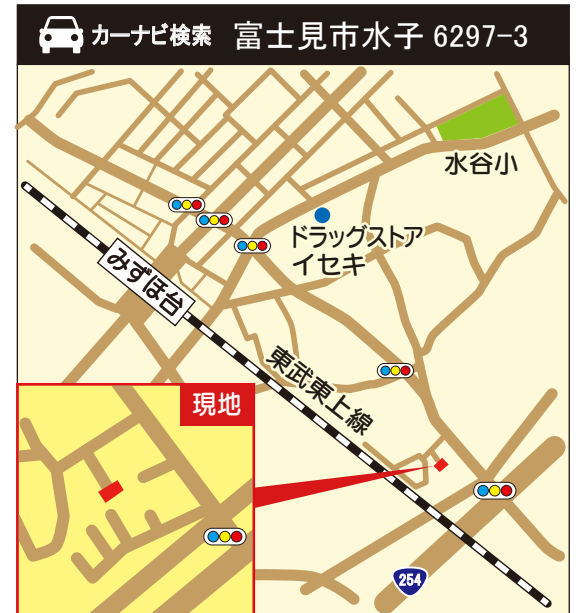 カーナビ検索 富士見市水子 6297-3
水谷小
ドラッグストア
イセキ
みずほ台
東武東上線
現地
254